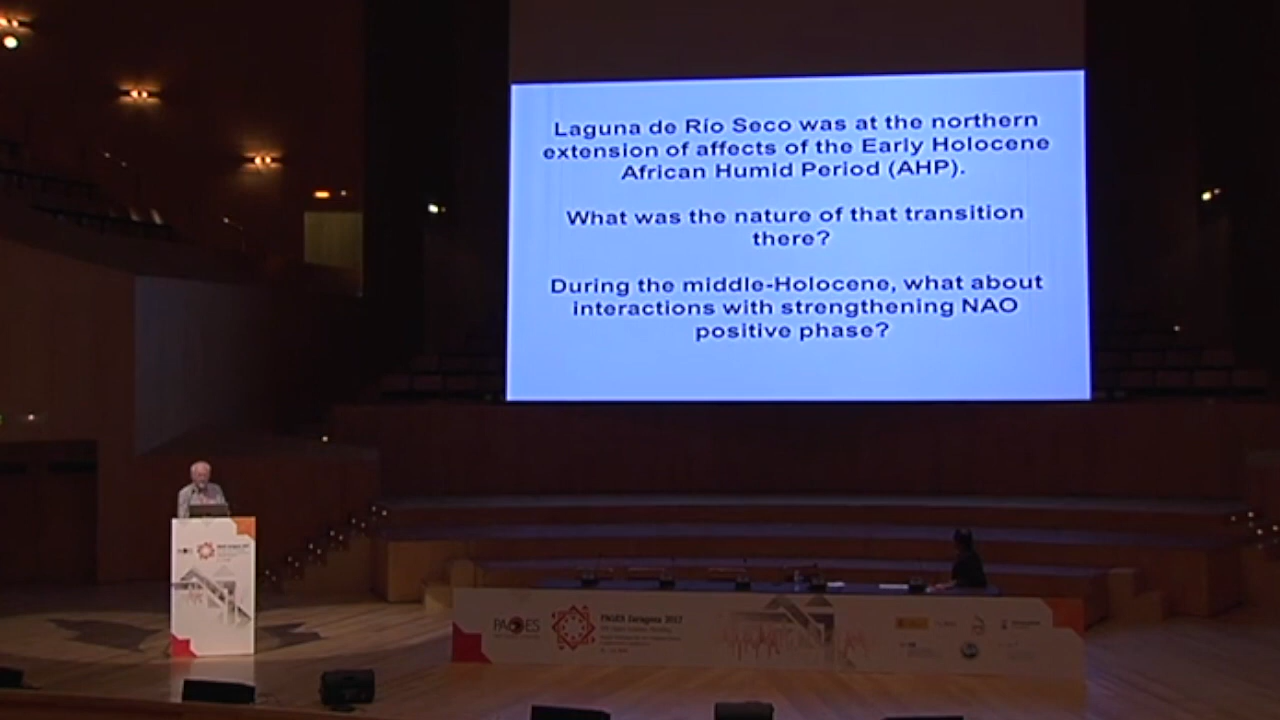 Laguna de Río Seco was at the northern
extension of affects of the Early Holocene
African Humid Period (AHP).
What was the nature of that transition
there?
During the middle-Holocene, what about
interactions with strengthening NAO
positive phase?
PAGES
PAGES Zaragoza 2017